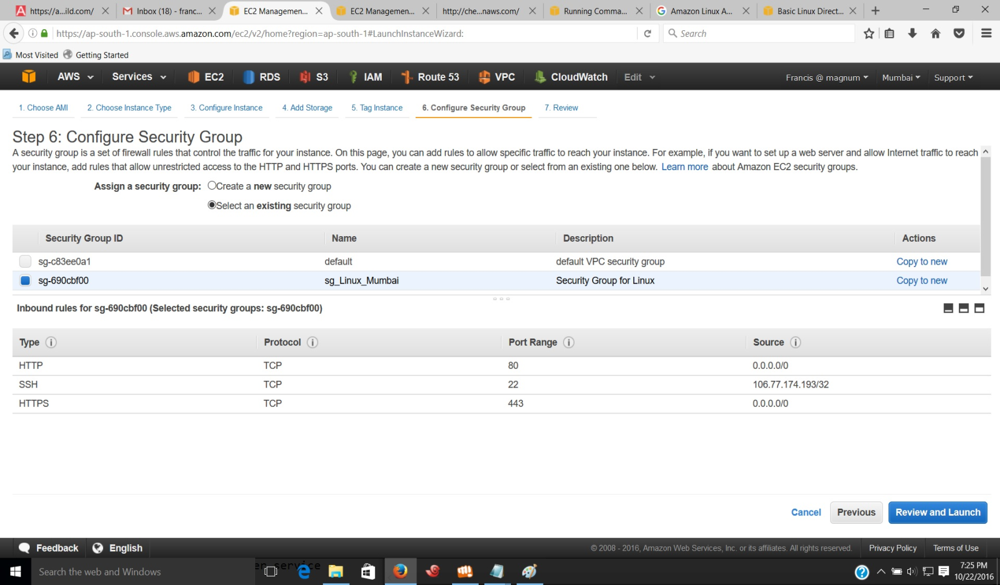 https://a...ild.com/
Inbox (18) - franc...
EC2 Managemen...
EC2 Managemen...
http://che...naws.com/
Running Comma...
Amazon Linux A...
Basic Linux Direct...
https://ap-south-1.console.aws.amazon.com/ec2/v2/home?region=ap-south-1#LaunchInstanceWizard:
Search
Most Visited
Getting Started
AWS
Services
EC2
RDS
S3
IAM
Route 53
VPC
CloudWatch
Edit
Francis @ magnum
Mumbai
Support
1. Choose AMI
2. Choose Instance Type
3. Configure Instance
4. Add Storage
5. Tag Instance
6. Configure Security Group
7. Review
Step 6: Configure Security Group
A security group is a set of firewall rules that control the traffic for your instance. On this page, you can add rules to allow specific traffic to reach your instance. For example, if you want to set up a web server and allow Internet traffic to reach
your instance, add rules that allow unrestricted access to the HTTP and HTTPS ports. You can create a new security group or select from an existing one below. Learn more about Amazon EC2 security groups.
Assign a security group: Create a new security group
Select an existing security group
Security Group ID Name Description Actions
sg-c83ee0a1 default default VPC security group Copy to new
sg-690cbf00 sg_Linux_Mumbai Security Group for Linux Copy to new
Inbound rules for sg-690cbf00 (Selected security groups: sg-690cbf00)
Type Protocol Port Range Source
HTTP TCP 80 0.0.0.0/0
SSH TCP 22 106.77.174.193/32
HTTPS TCP 443 0.0.0.0/0
Cancel
Previous
Review and Launch
Feedback
English
© 2008 - 2016, Amazon Web Services, Inc. or its affiliates. All rights reserved.
Privacy Policy
Terms of Use
Search the web and Windows
7:25 PM
10/22/2016